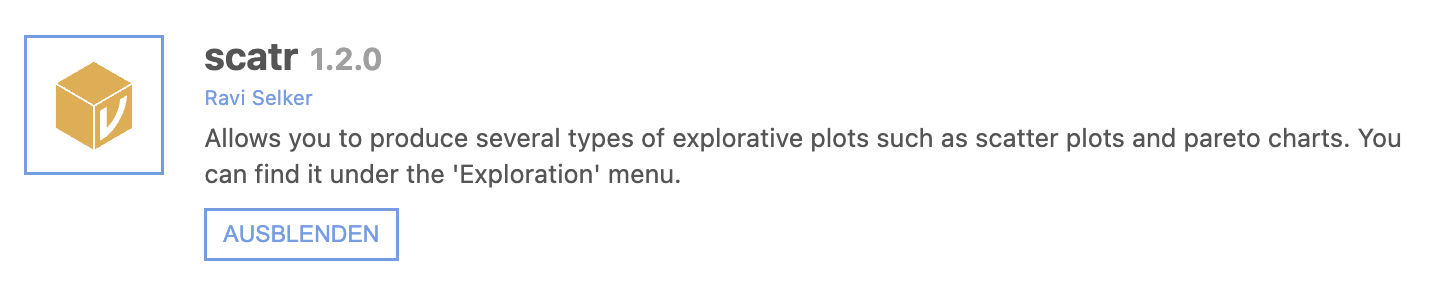 scatr 1.2.0
Ravi Selker
Allows you to produce several types of explorative plots such as scatter plots and pareto charts. You
can find it under the 'Exploration' menu.
AUSBLENDEN